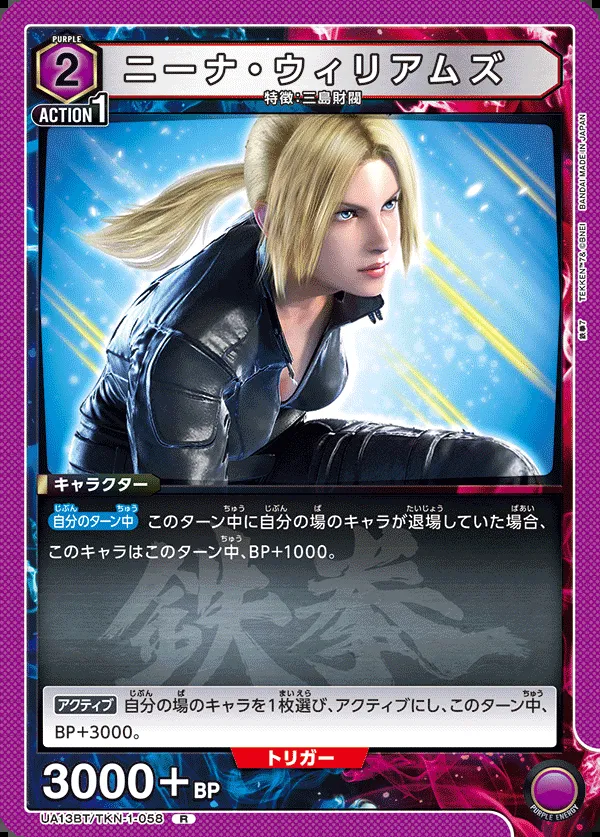 PURPLE
2
ニーナ・ウィリアムズ
特徴:三島財閥
ACTION1
鉄拳7 TEKKEN™7& ©BNEI BANDAI MADE IN JAPAN
キャラクター
自分のターン中 このターン中に自分の場のキャラが退場していた場合、
このキャラはこのターン中、BP+1000。
鉄拳
アクティブ 自分の場のキャラを1枚選び、アクティブにし、このターン中、
BP+3000。
トリガー
3000+BP
PURPLE ENERGY
UA13BT/TKN-1-058 R